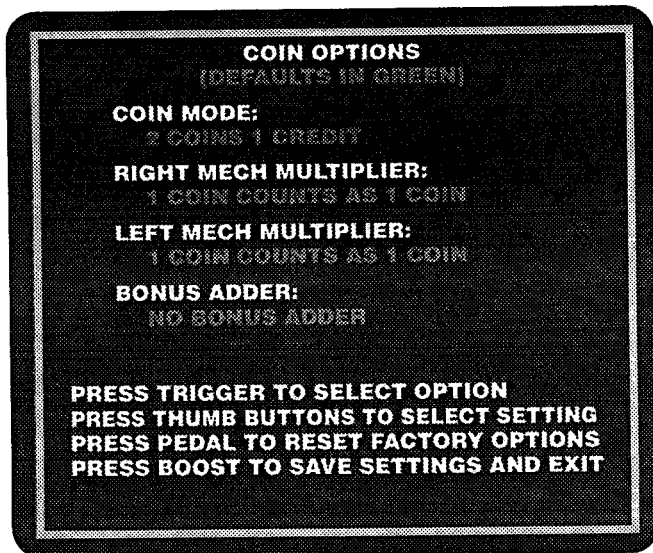 COIN OPTIONS
(DEFAULTS IN GREEN)
COIN MODE:
2 COINS 1 CREDIT
RIGHT MECH MULTIPLIER:
1 COIN COUNTS AS 1 COIN
LEFT MECH MULTIPLIER:
1 COIN COUNTS AS 1 COIN
BONUS ADDER:
NO BONUS ADDER
PRESS TRIGGER TO SELECT OPTION
PRESS THUMB BUTTONS TO SELECT SETTING
PRESS PEDAL TO RESET FACTORY OPTIONS
PRESS BOOST TO SAVE SETTINGS AND EXIT